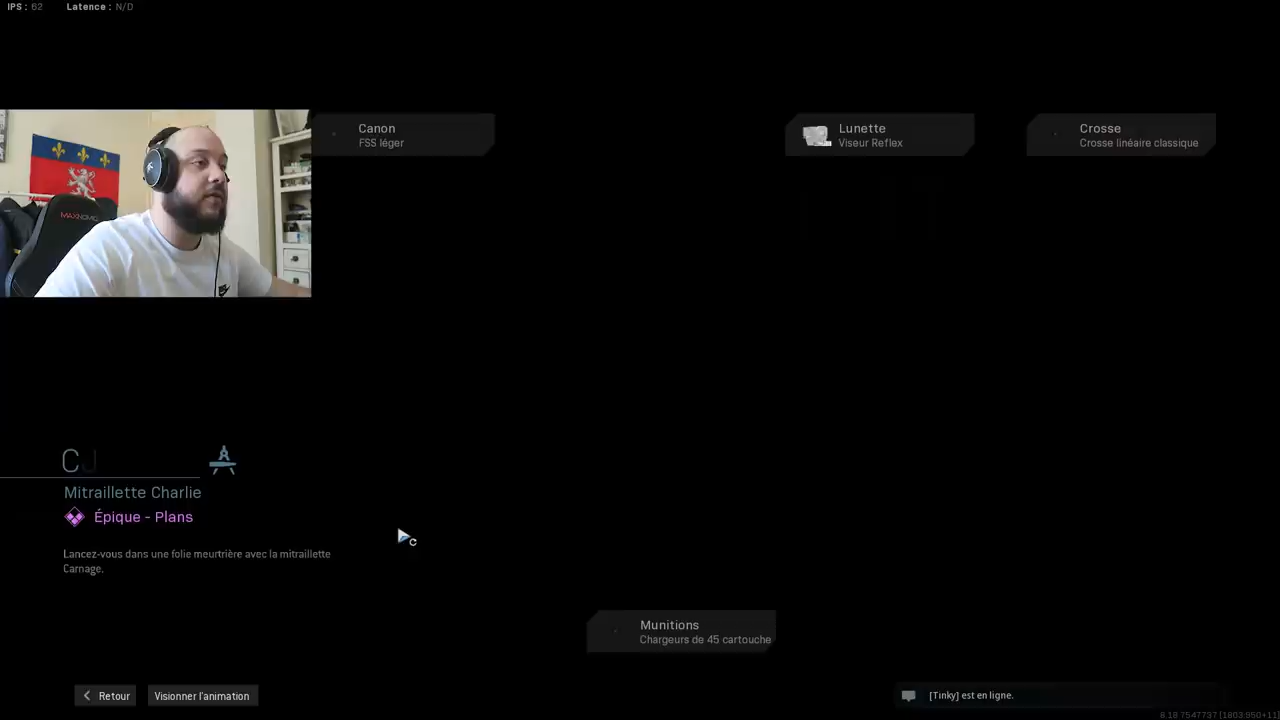 IPS : 62
Latence : N/D
Canon
FSS léger
Lunette
Viseur Reflex
Crosse
Crosse linéaire classique
MAXNOMIC
CJ
Mitraillette Charlie
Épique - Plans
Lancez-vous dans une folie meurtrière avec la mitraillette
Carnage.
Munitions
Chargeurs de 45 cartouche
Retour
Visionner l'animation
[Tinky] est en ligne.